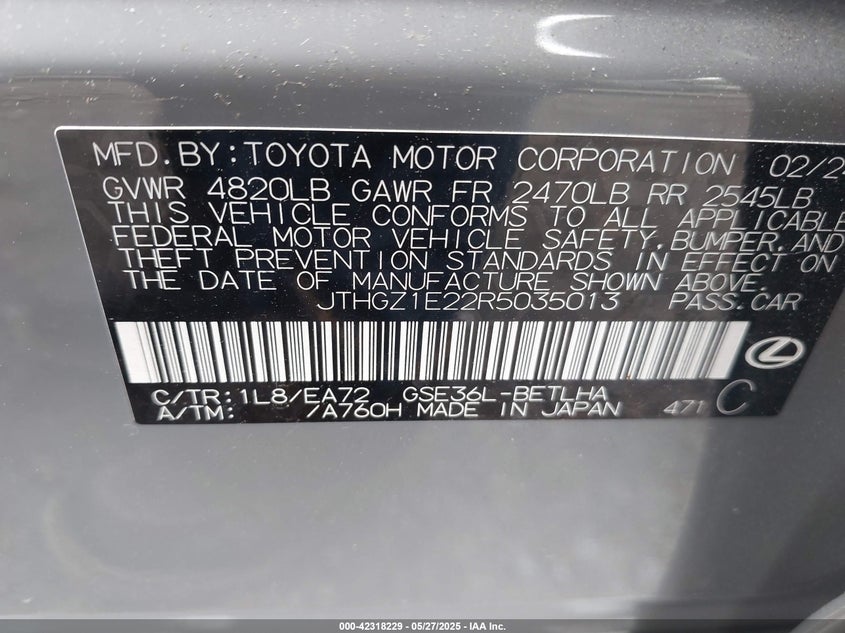 MFD. BY: TOYOTA MOTOR CORPORATION 02/2
GVWR 4820LB GAWR FR 2470LB RR 2545LB
THIS VEHICLE CONFORMS TO ALL APPLICABLE
FEDERAL MOTOR VEHICLE SAFETY, BUMPER, AND
THEFT PREVENTION STANDARDS IN EFFECT ON
THE DATE OF MANUFACTURE SHOWN ABOVE.
JTHGZ1E22R5035013 PASS. CAR
C/TR: 1L8/EA72 GSE36L-BETLHA
A/TM: /A760H MADE IN JAPAN 471 C
000-42318229 - 05/27/2025 - IAA Inc.